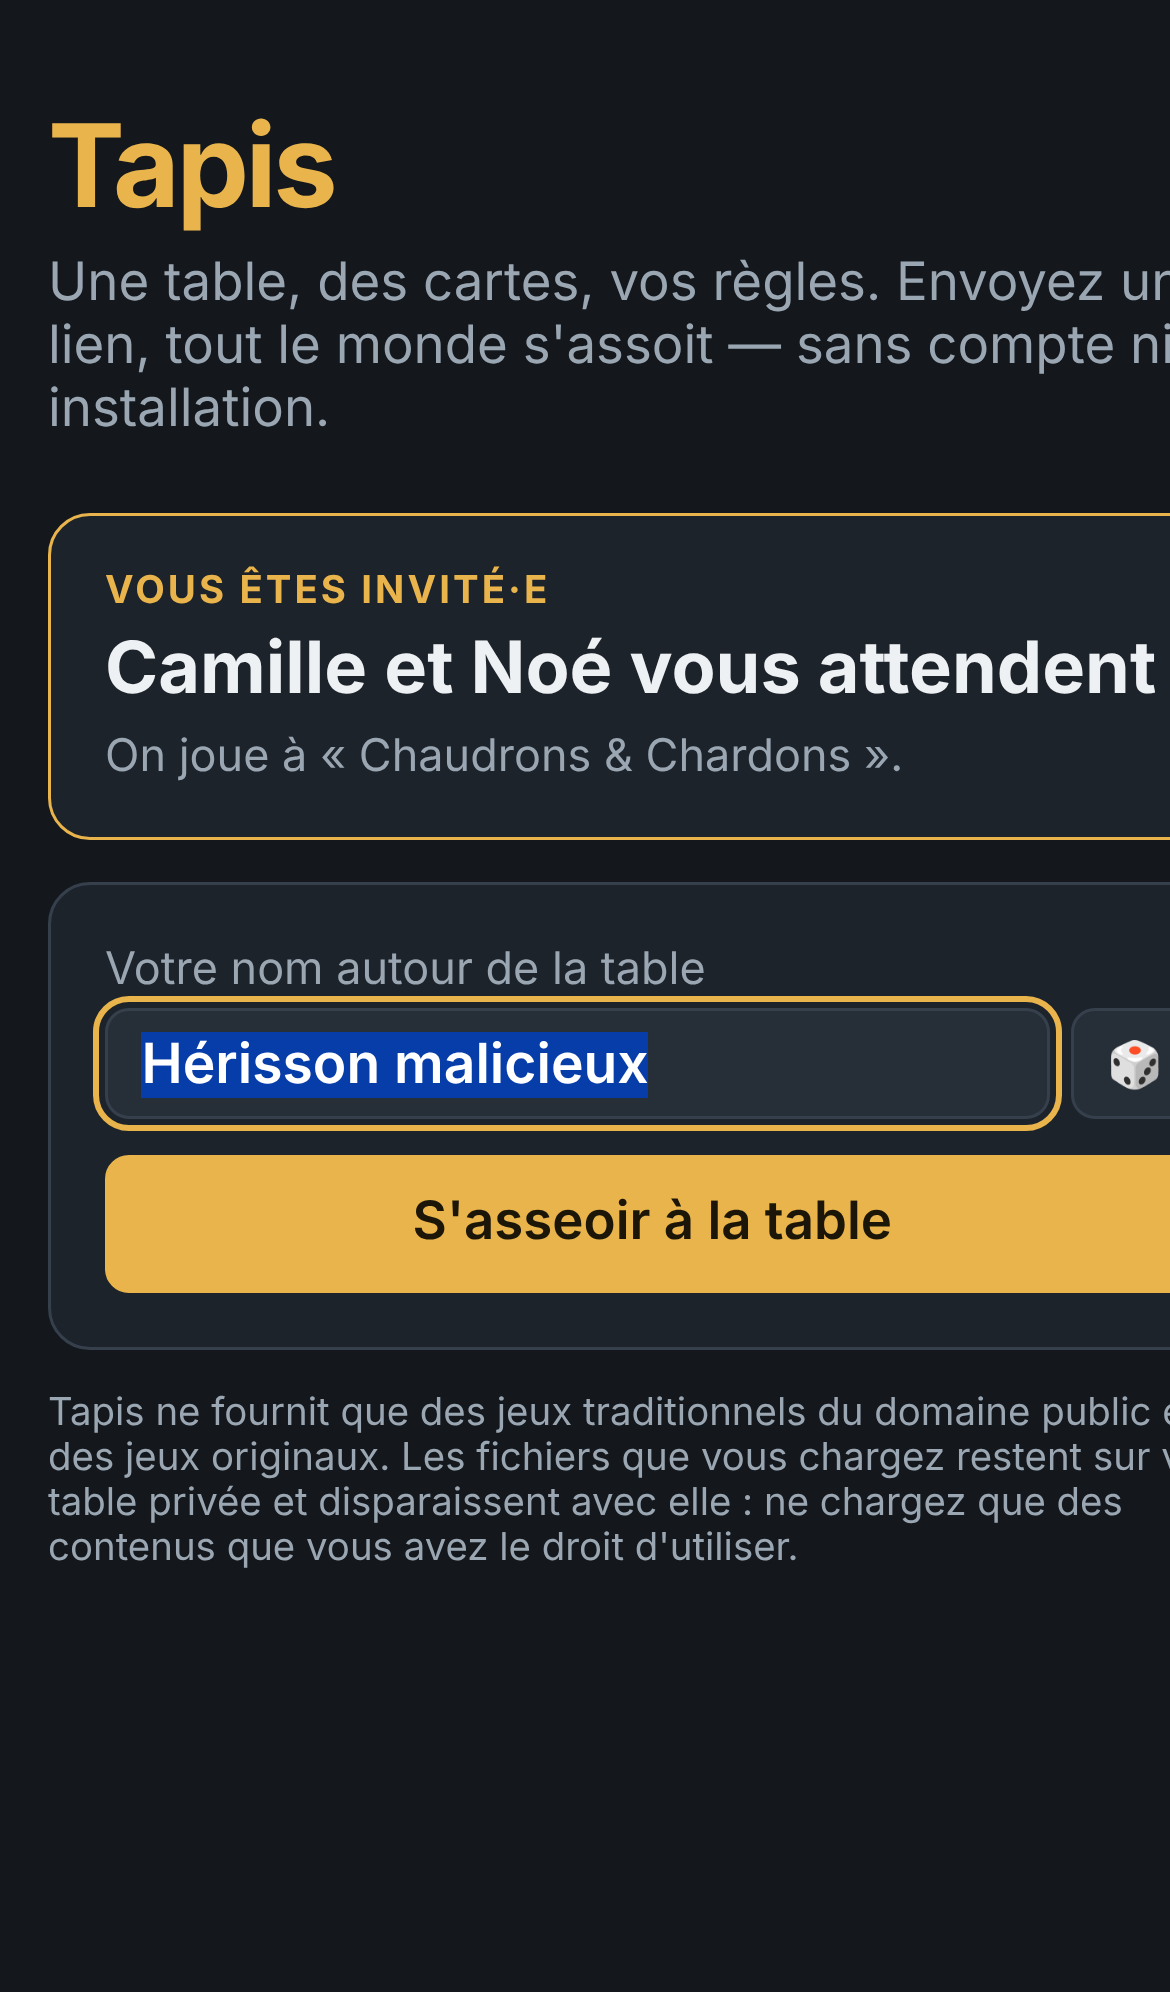 Tapis
Une table, des cartes, vos règles. Envoyez
lien, tout le monde s'assoit — sans compte ni
installation.
VOUS ÊTES INVITÉ·E
Camille et Noé vous attendent
On joue à « Chaudrons & Chardons ».
Votre nom autour de la table
Hérisson malicieux
S'asseoir à la table
Tapis ne fournit que des jeux traditionnels du domaine public
des jeux originaux. Les fichiers que vous chargez restent sur
table privée et disparaissent avec elle : ne chargez que des
contenus que vous avez le droit d'utiliser.